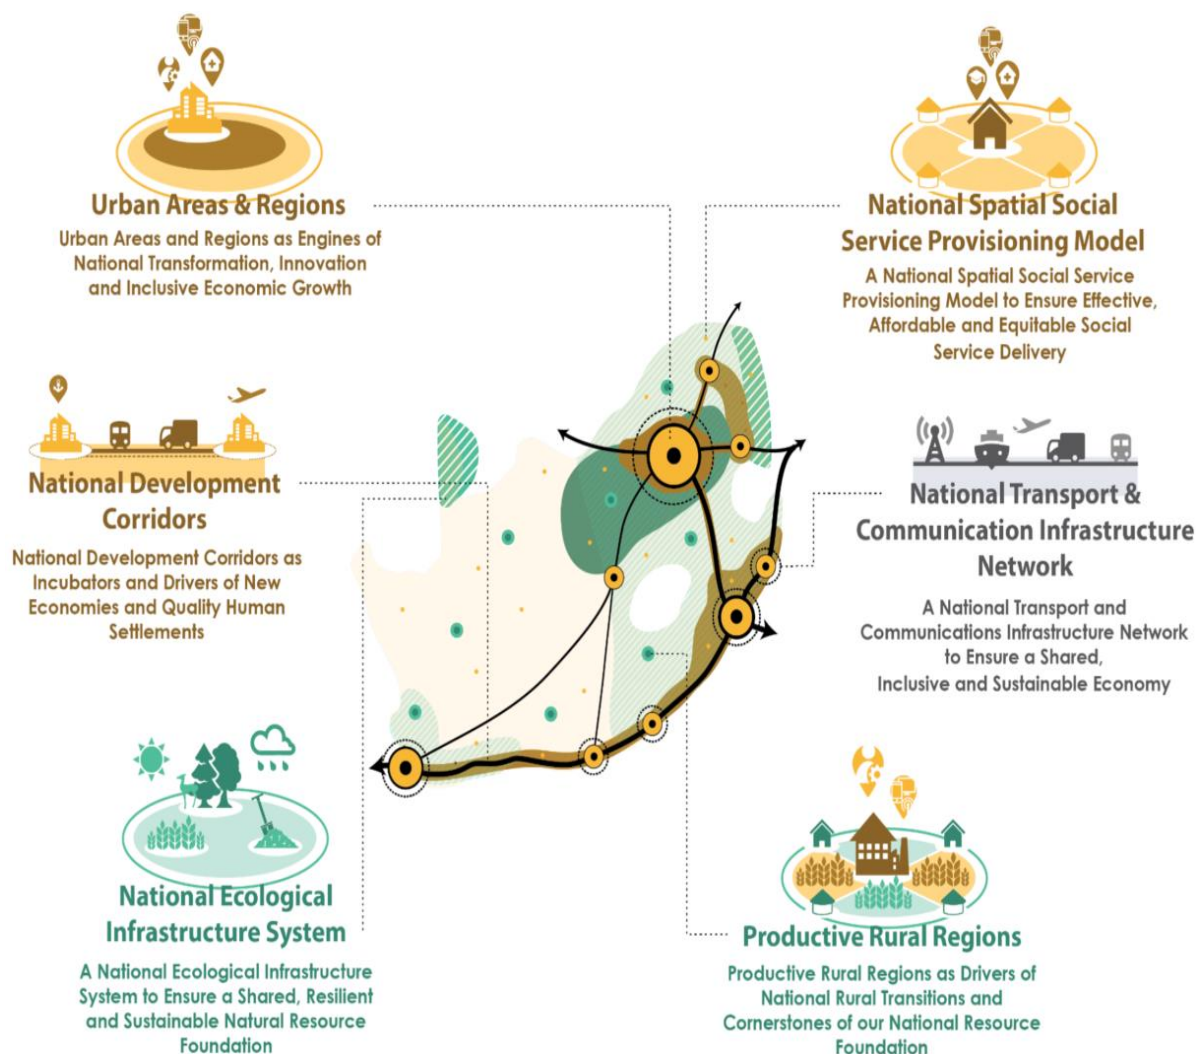 Urban Areas & Regions
Urban Areas and Regions as Engines of
National Transformation, Innovation
and Inclusive Economic Growth
National Spatial Social
Service Provisioning Model
A National Spatial Social Service
Provisioning Model to Ensure Effective,
Affordable and Equitable Social
Service Delivery
National Development
Corridors
National Development Corridors as
Incubators and Drivers of New
Economies and Quality Human
Settlements
National Transport &
Communication Infrastructure
Network
A National Transport and
Communications Infrastructure Network
to Ensure a Shared,
Inclusive and Sustainable Economy
National Ecological
Infrastructure System
A National Ecological Infrastructure
System to Ensure a Shared, Resilient
and Sustainable Natural Resource
Foundation
Productive Rural Regions
Productive Rural Regions as Drivers of
National Rural Transitions and
Cornerstones of our National Resource
Foundation